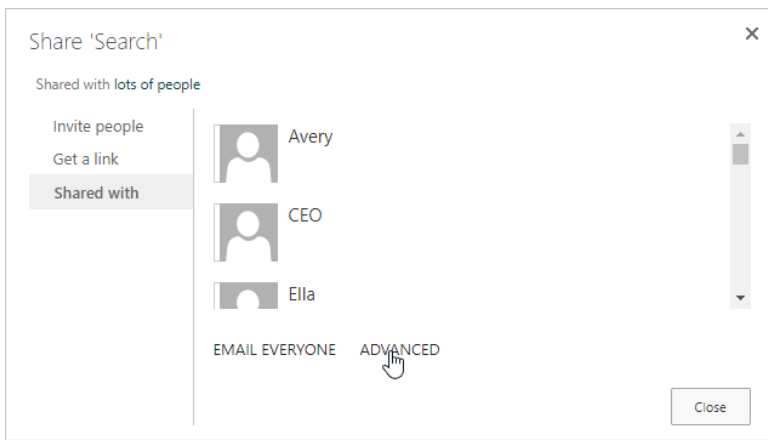 Share 'Search'
Shared with lots of people
Invite people
Get a link
Shared with
Avery
CEO
Ella
EMAIL EVERYONE ADVANCED
Close